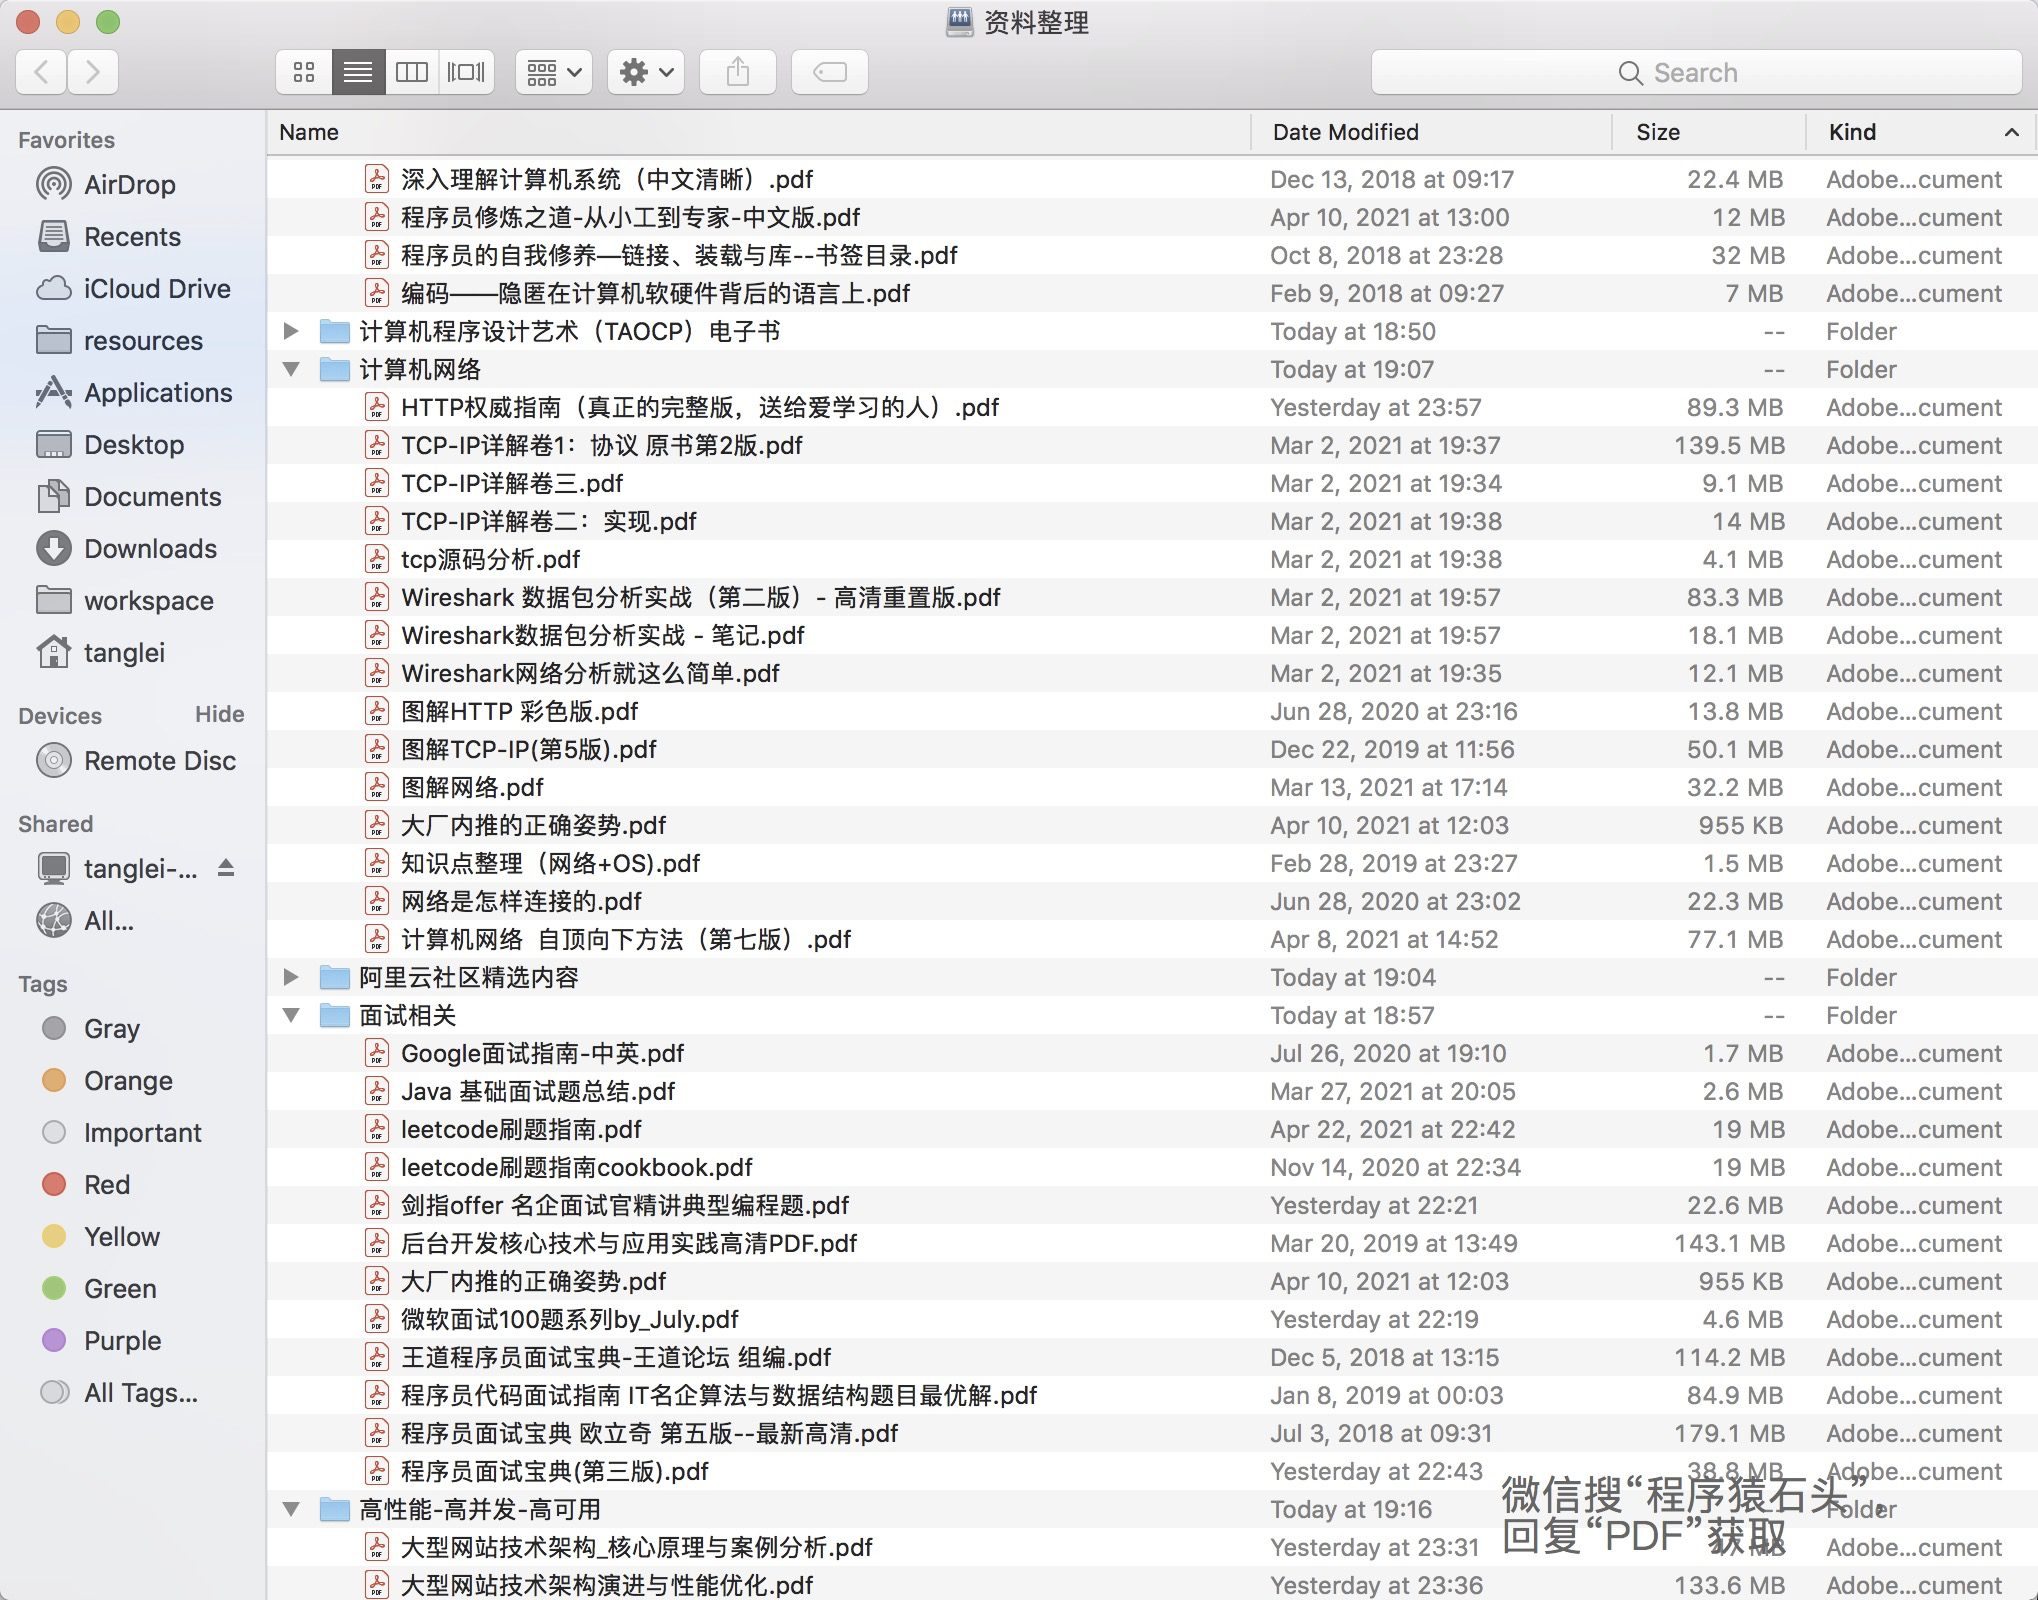 资料整理
Search
Favorites
AirDrop
Recents
iCloud Drive
resources
Applications
Desktop
Documents
Downloads
workspace
tanglei
Devices Hide
Remote Disc
Shared
tanglei-...
All...
Tags
Gray
Orange
Important
Red
Yellow
Green
Purple
All Tags...
Name Date Modified Size Kind
深入理解计算机系统（中文清晰）.pdf Dec 13, 2018 at 09:17 22.4 MB Adobe...cument
程序员修炼之道-从小工到专家-中文版.pdf Apr 10, 2021 at 13:00 12 MB Adobe...cument
程序员的自我修养—链接、装载与库--书签目录.pdf Oct 8, 2018 at 23:28 32 MB Adobe...cument
编码——隐匿在计算机软硬件背后的语言上.pdf Feb 9, 2018 at 09:27 7 MB Adobe...cument
计算机程序设计艺术（TAOCP）电子书 Today at 18:50 -- Folder
计算机网络 Today at 19:07 -- Folder
HTTP权威指南（真正的完整版，送给爱学习的人）.pdf Yesterday at 23:57 89.3 MB Adobe...cument
TCP-IP详解卷1：协议 原书第2版.pdf Mar 2, 2021 at 19:37 139.5 MB Adobe...cument
TCP-IP详解卷三.pdf Mar 2, 2021 at 19:34 9.1 MB Adobe...cument
TCP-IP详解卷二：实现.pdf Mar 2, 2021 at 19:38 14 MB Adobe...cument
tcp源码分析.pdf Mar 2, 2021 at 19:38 4.1 MB Adobe...cument
Wireshark 数据包分析实战（第二版）- 高清重置版.pdf Mar 2, 2021 at 19:57 83.3 MB Adobe...cument
Wireshark数据包分析实战 - 笔记.pdf Mar 2, 2021 at 19:57 18.1 MB Adobe...cument
Wireshark网络分析就这么简单.pdf Mar 2, 2021 at 19:35 12.1 MB Adobe...cument
图解HTTP 彩色版.pdf Jun 28, 2020 at 23:16 13.8 MB Adobe...cument
图解TCP-IP(第5版).pdf Dec 22, 2019 at 11:56 50.1 MB Adobe...cument
图解网络.pdf Mar 13, 2021 at 17:14 32.2 MB Adobe...cument
大厂内推的正确姿势.pdf Apr 10, 2021 at 12:03 955 KB Adobe...cument
知识点整理（网络+OS).pdf Feb 28, 2019 at 23:27 1.5 MB Adobe...cument
网络是怎样连接的.pdf Jun 28, 2020 at 23:02 22.3 MB Adobe...cument
计算机网络 自顶向下方法（第七版）.pdf Apr 8, 2021 at 14:52 77.1 MB Adobe...cument
阿里云社区精选内容 Today at 19:04 -- Folder
面试相关 Today at 18:57 -- Folder
Google面试指南-中英.pdf Jul 26, 2020 at 19:10 1.7 MB Adobe...cument
Java 基础面试题总结.pdf Mar 27, 2021 at 20:05 2.6 MB Adobe...cument
leetcode刷题指南.pdf Apr 22, 2021 at 22:42 19 MB Adobe...cument
leetcode刷题指南cookbook.pdf Nov 14, 2020 at 22:34 19 MB Adobe...cument
剑指offer 名企面试官精讲典型编程题.pdf Yesterday at 22:21 22.6 MB Adobe...cument
后台开发核心技术与应用实践高清PDF.pdf Mar 20, 2019 at 13:49 143.1 MB Adobe...cument
大厂内推的正确姿势.pdf Apr 10, 2021 at 12:03 955 KB Adobe...cument
微软面试100题系列by_July.pdf Yesterday at 22:19 4.6 MB Adobe...cument
王道程序员面试宝典-王道论坛 组编.pdf Dec 5, 2018 at 13:15 114.2 MB Adobe...cument
程序员代码面试指南 IT名企算法与数据结构题目最优解.pdf Jan 8, 2019 at 00:03 84.9 MB Adobe...cument
程序员面试宝典 欧立奇 第五版--最新高清.pdf Jul 3, 2018 at 09:31 179.1 MB Adobe...cument
程序员面试宝典(第三版).pdf Yesterday at 22:43 38.8 MB Adobe...cument
高性能-高并发-高可用 Today at 19:16 Folder
微信搜“程序猿石头”，
回复“PDF”获取
大型网站技术架构_核心原理与案例分析.pdf Yesterday at 23:31 MB Adobe...cument
大型网站技术架构演进与性能优化.pdf Yesterday at 23:36 133.6 MB Adobe...cument